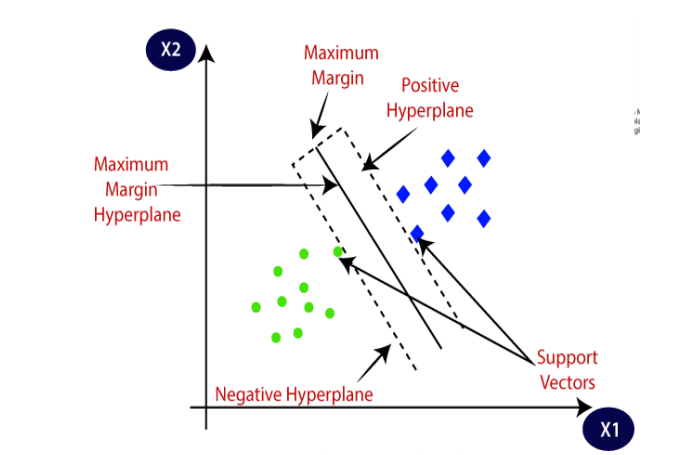 X2
Maximum
Margin
Positive
Hyperplane
Maximum
Margin
Hyperplane
Support
Vectors
Negative Hyperplane
X1